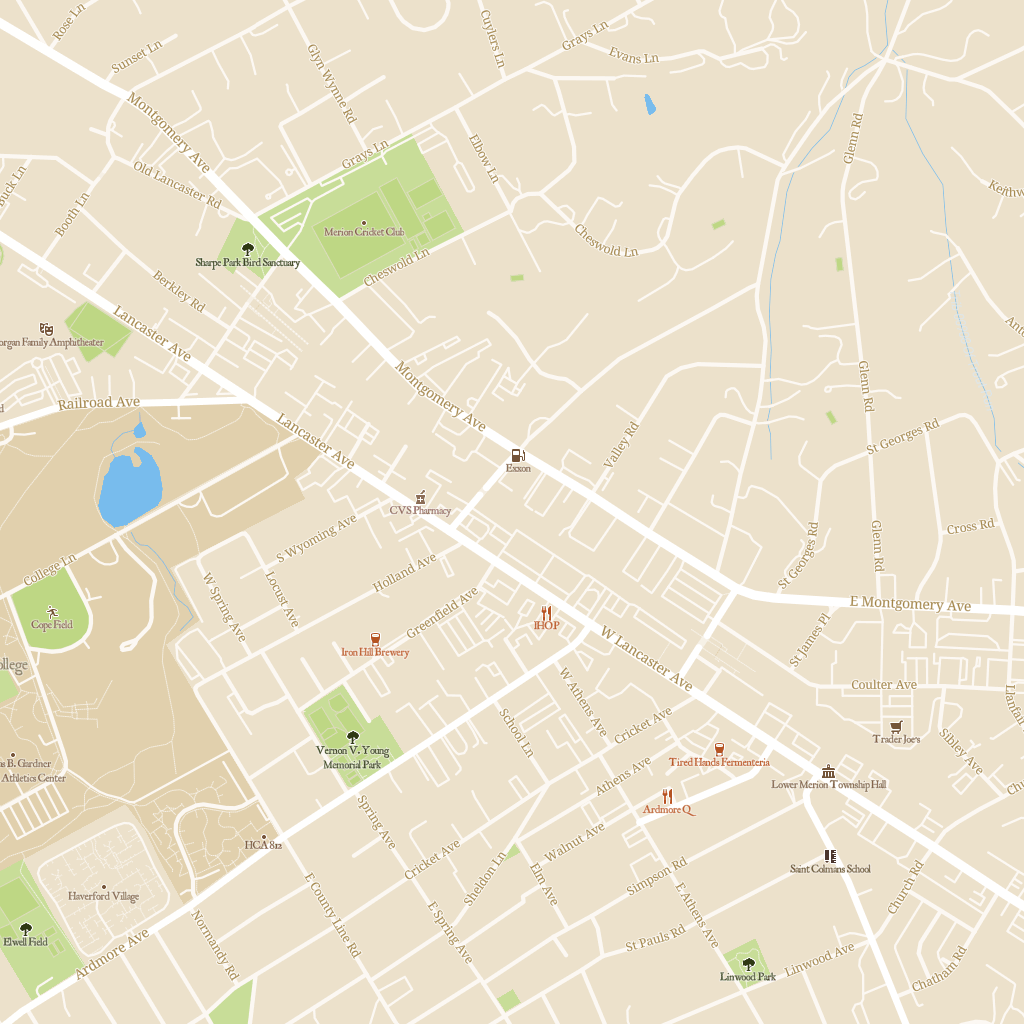 Rose Ln
Sunset Ln
Glyn Wynne Rd
Cuylers Ln
Grays Ln
Evans Ln
Montgomery Ave
Glenn Rd
Grays Ln
Elbow Ln
Old Lancaster Rd
Buck Ln
Booth Ln
Merion Cricket Club
Cheswold Ln
Sharpe Park Bird Sanctuary
Cheswold Ln
Berkley Rd
Lancaster Ave
organ Family Amphitheater
Railroad Ave
Montgomery Ave
Glenn Rd
Lancaster Ave
Valley Rd
St Georges Rd
Exxon
CVS Pharmacy
S Wyoming Ave
Glenn Rd
Cross Rd
St Georges Rd
College Ln
Holland Ave
Locust Ave
W Spring Ave
Greenfield Ave
E Montgomery Ave
Cope Field
IHOP
Iron Hill Brewery
St James Pl
W Lancaster Ave
ollege
W Athens Ave
Coulter Ave
Cricket Ave
School Ln
Trader Joe's
Sibley Ave
Vernon V. Young
Memorial Park
Tired Hands Fermenteria
as B. Gardner
Athletics Center
Athens Ave
Lower Merion Township Hall
Ardmore Q
Spring Ave
HCA 812
Cricket Ave
Walnut Ave
Saint Colmans School
Sheldon Ln
Elm Ave
Simpson Rd
E Athens Ave
Church Rd
Haverford Village
E County Line Rd
E Spring Ave
St Pauls Rd
Elwell Field
Ardmore Ave
Normandy Rd
Linwood Park
Linwood Ave
Chatham Rd